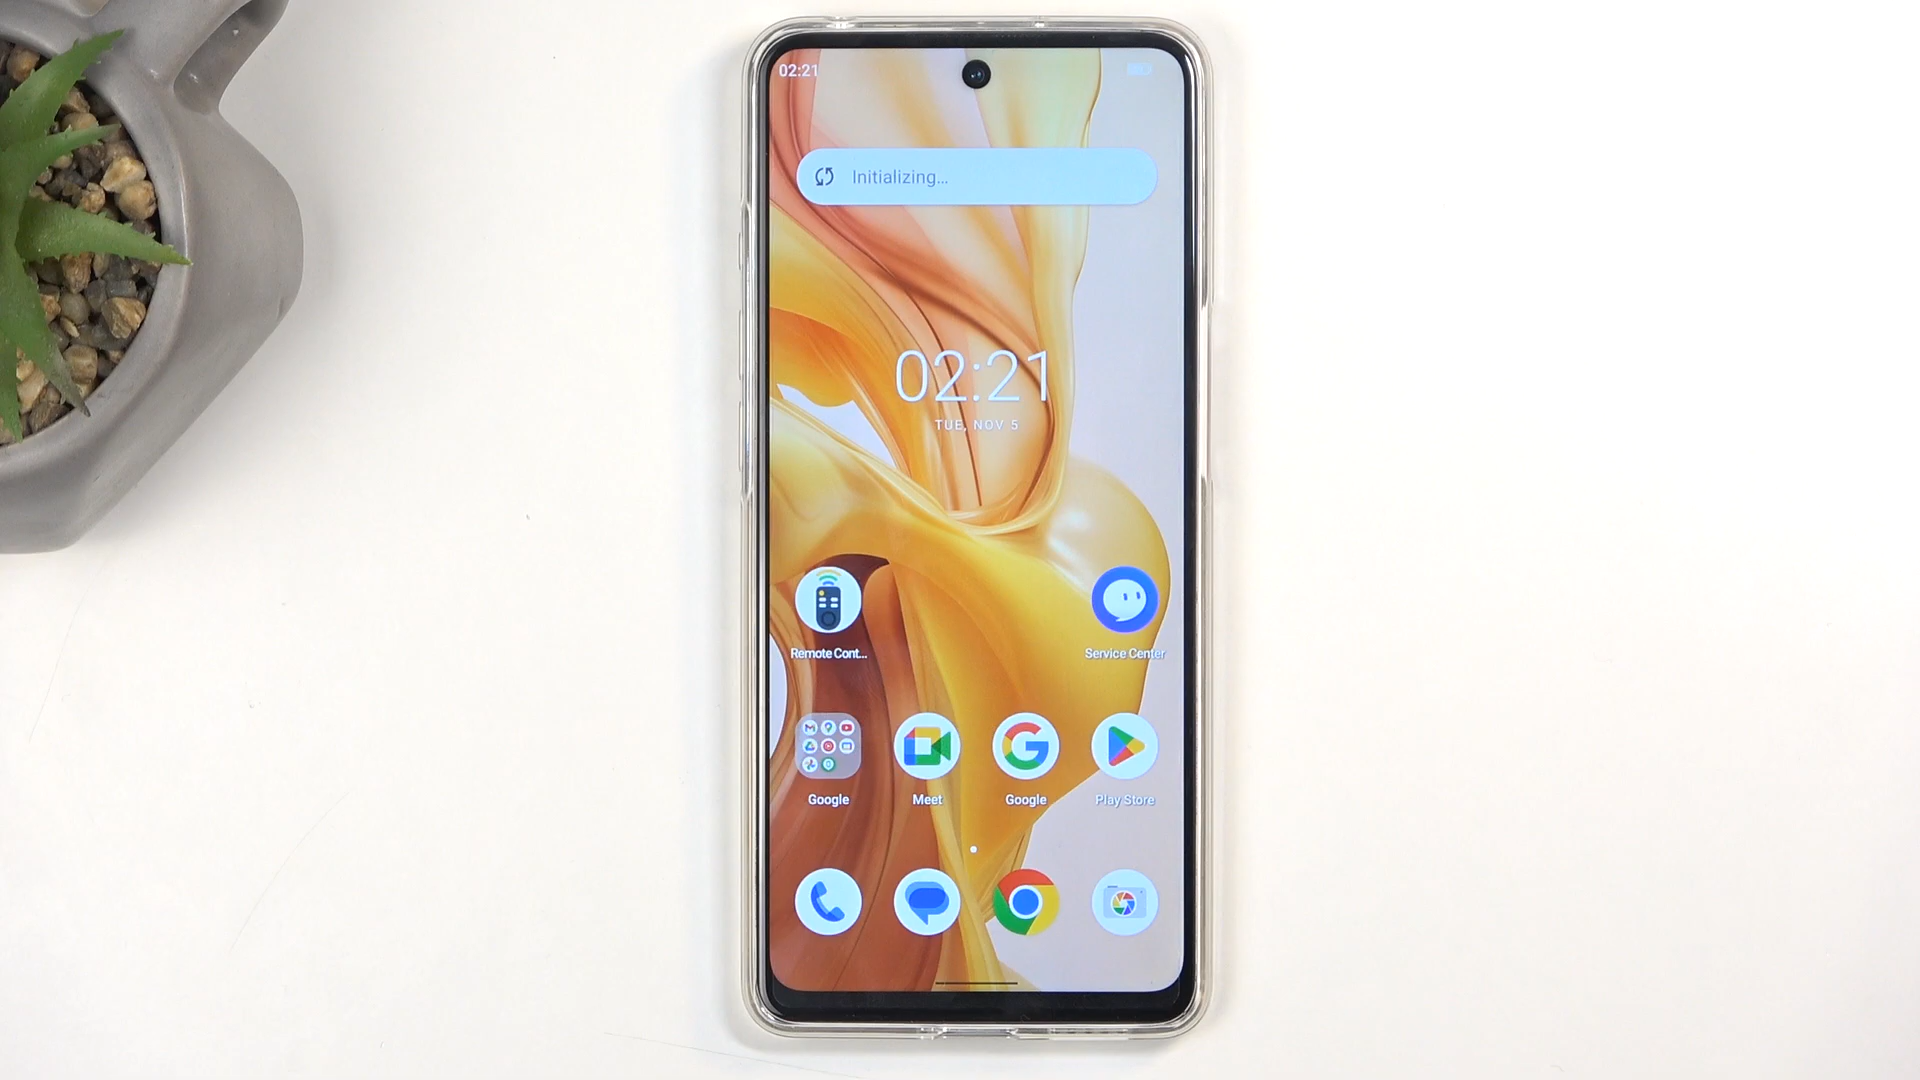 02:21
Initializing...
02:21
TUE, NOV 5
Remote Cont...
Service Center
Google
Meet
Google
Play Store